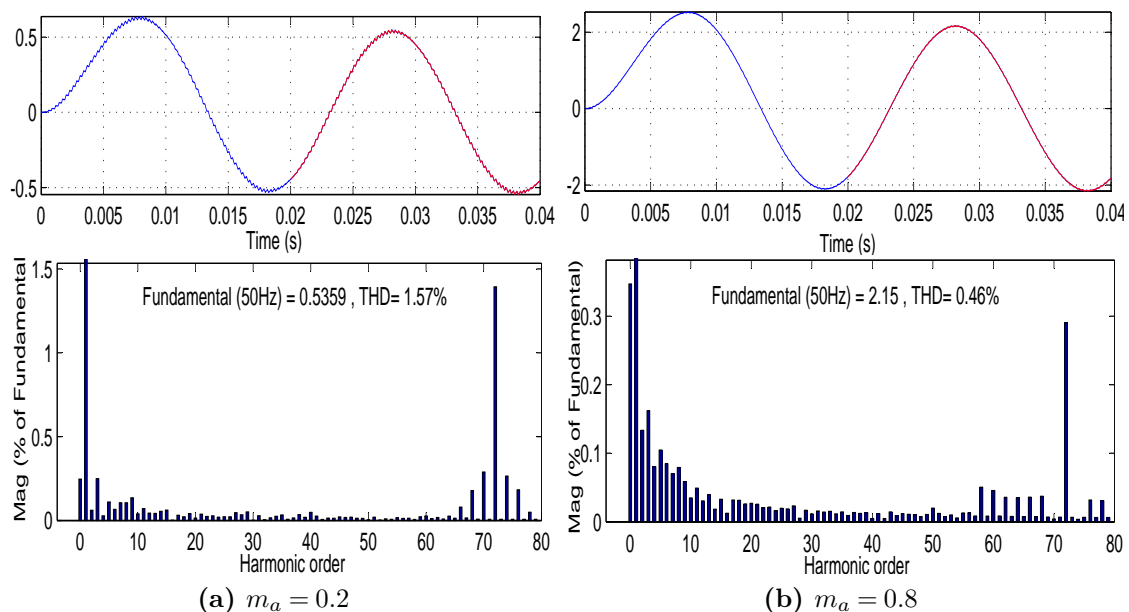 0.5
0
-0.5
0 0.005 0.01 0.015 0.02 0.025 0.03 0.035 0.04
Time (s)
2
0
-2
0 0.005 0.01 0.015 0.02 0.025 0.03 0.035 0.04
Time (s)
Mag (% of Fundamental)
1.5
1
0.5
0
Fundamental (50Hz) = 0.5359 , THD= 1.57%
0 10 20 30 40 50 60 70 80
Harmonic order
(a) mₐ = 0.2
Mag (% of Fundamental)
0.3
0.2
0.1
0
Fundamental (50Hz) = 2.15 , THD= 0.46%
0 10 20 30 40 50 60 70 80
Harmonic order
(b) mₐ = 0.8